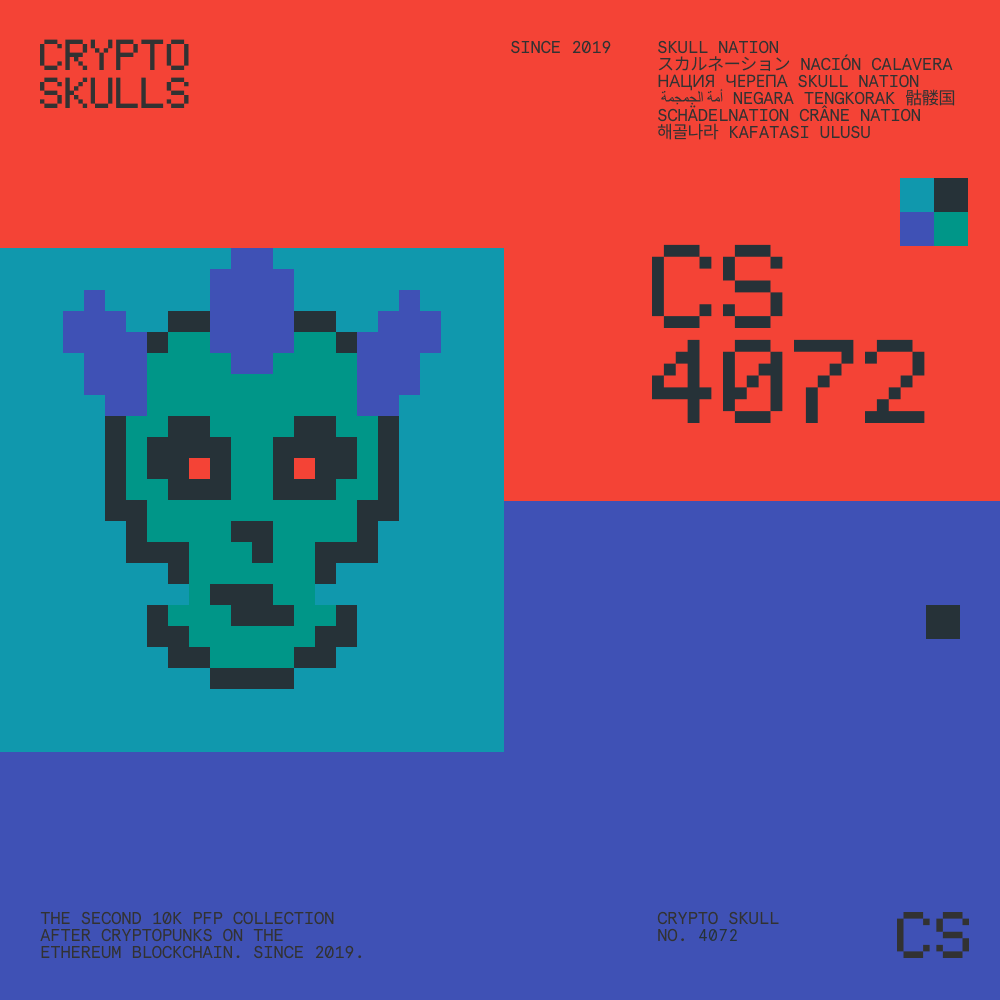 CRYPTO
SKULLS
SINCE 2019
SKULL NATION
スカルネーション NACIÓN CALAVERA
НАЦИЯ ЧЕРЕПА SKULL NATION
أمة الجمجمة NEGARA TENGKORAK 骷髅国
SCHÄDELNATION CRÂNE NATION
해골나라 KAFATASI ULUSU
CS
4072
THE SECOND 10K PFP COLLECTION
AFTER CRYPTOPUNKS ON THE
ETHEREUM BLOCKCHAIN. SINCE 2019.
CRYPTO SKULL
NO. 4072
CS